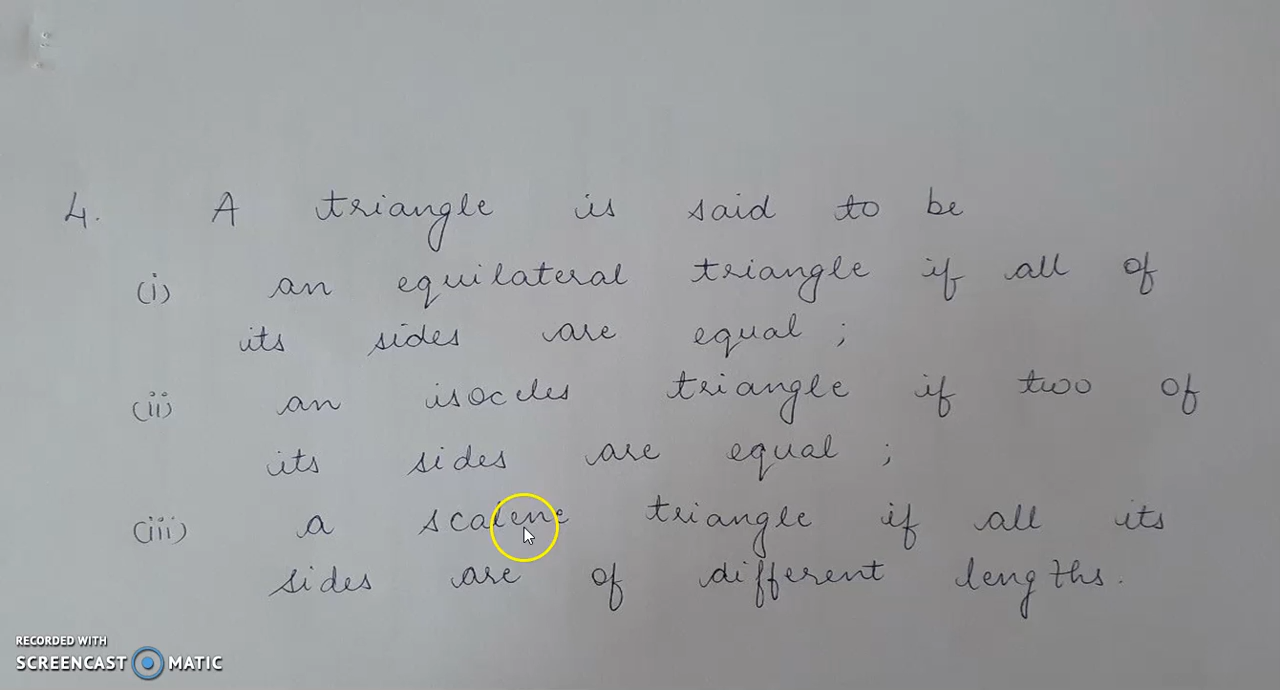 4. A triangle is said to be
(i) an equilateral triangle if all of
its sides are equal ;
(ii) an isoceles triangle if two of
its sides are equal ;
(iii) a scalene triangle if all its
sides are of different lengths.
RECORDED WITH
SCREENCAST MATIC